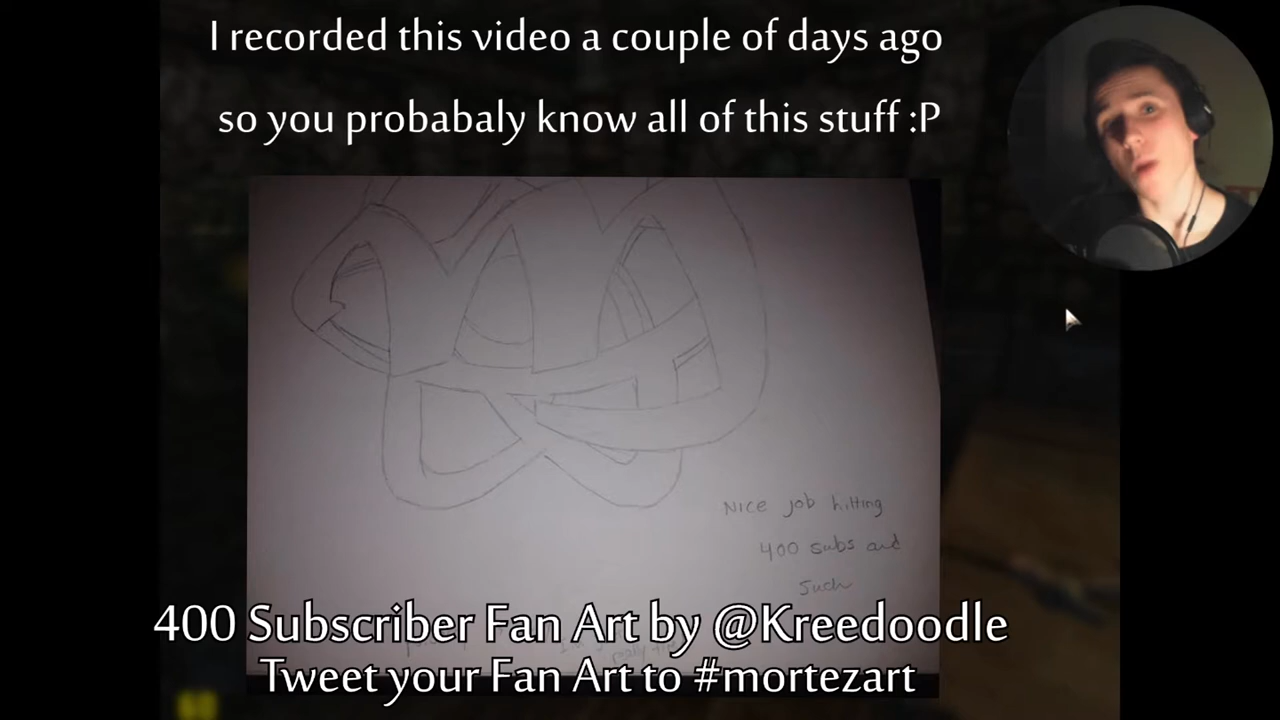 I recorded this video a couple of days ago
so you probabaly know all of this stuff :P
Nice job hitting
400 subs and
such
400 Subscriber Fan Art by @Kreedoodle
Tweet your Fan Art to #mortezart